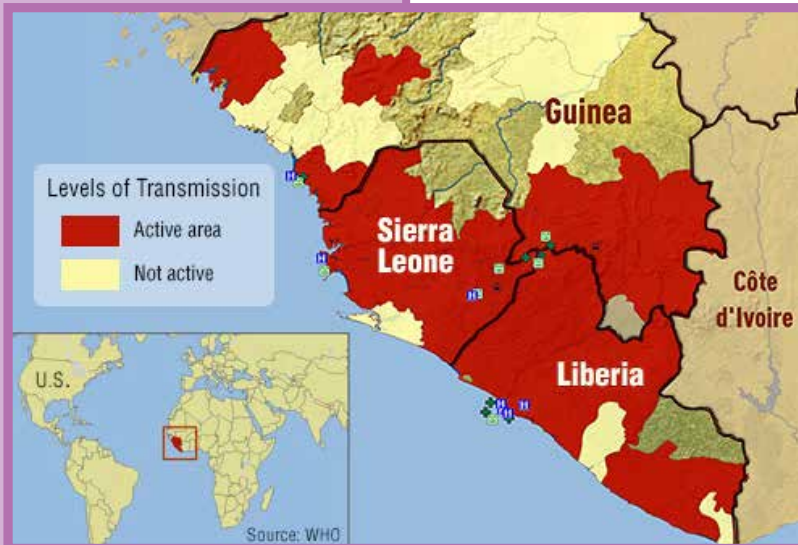 Guinea
Levels of Transmission
Active area
Not active
Sierra
Leone
Côte
d'Ivoire
Liberia
U.S.
Source: WHO